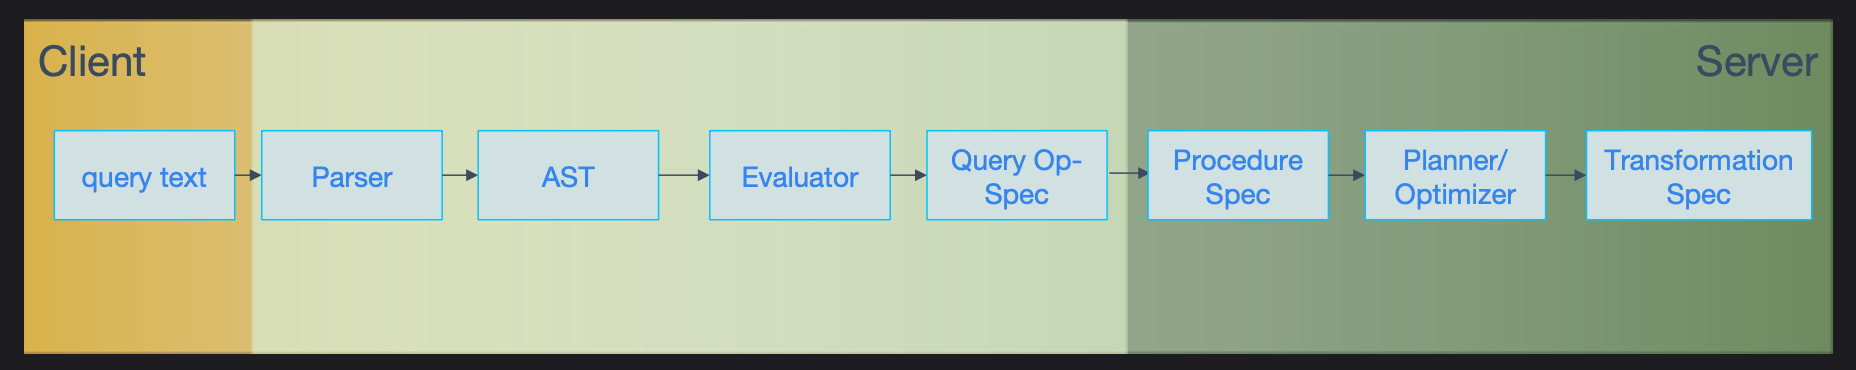 Client
Server
query text
Parser
AST
Evaluator
Query Op-
Spec
Procedure
Spec
Planner/
Optimizer
Transformation
Spec